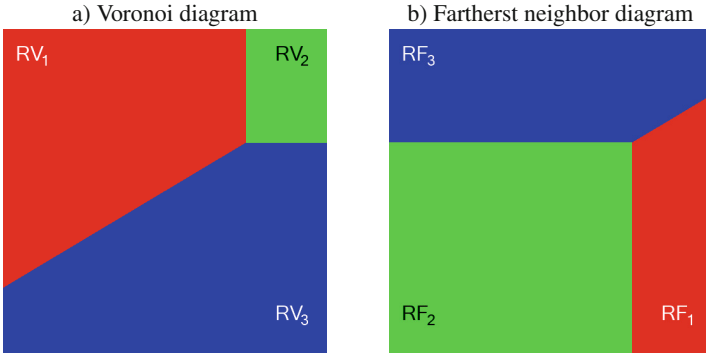 a) Voronoi diagram
b) Fartherst neighbor diagram
RV₁
RV₂
RV₃
RF₃
RF₂
RF₁